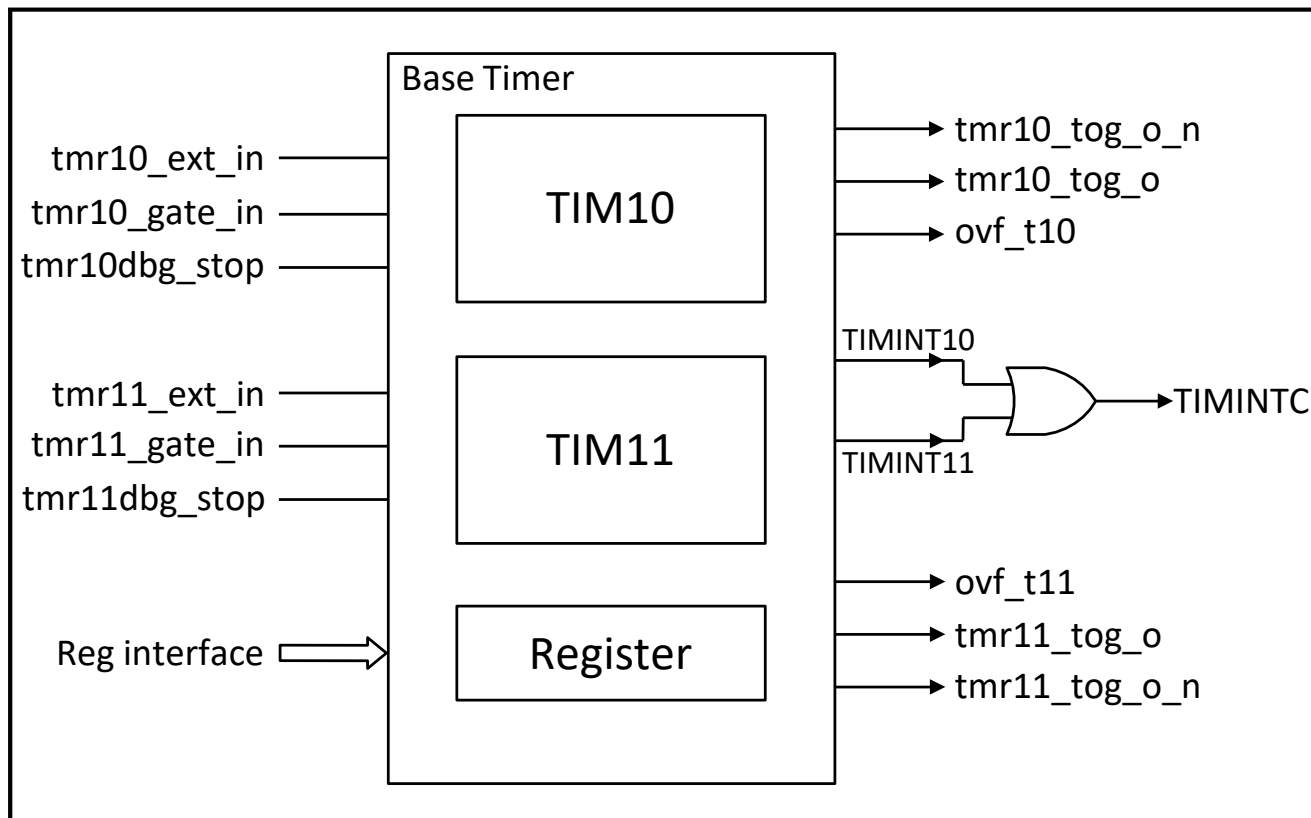 Base Timer
tmr10_ext_in
tmr10_gate_in
tmr10dbg_stop
TIM10
tmr10_tog_o_n
tmr10_tog_o
ovf_t10
TIMINT10
TIMINTC
TIMINT11
tmr11_ext_in
tmr11_gate_in
tmr11dbg_stop
TIM11
ovf_t11
tmr11_tog_o
tmr11_tog_o_n
Reg interface
Register